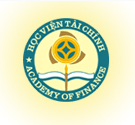 HỌC VIỆN TÀI CHÍNH
ACADEMY OF FINANCE